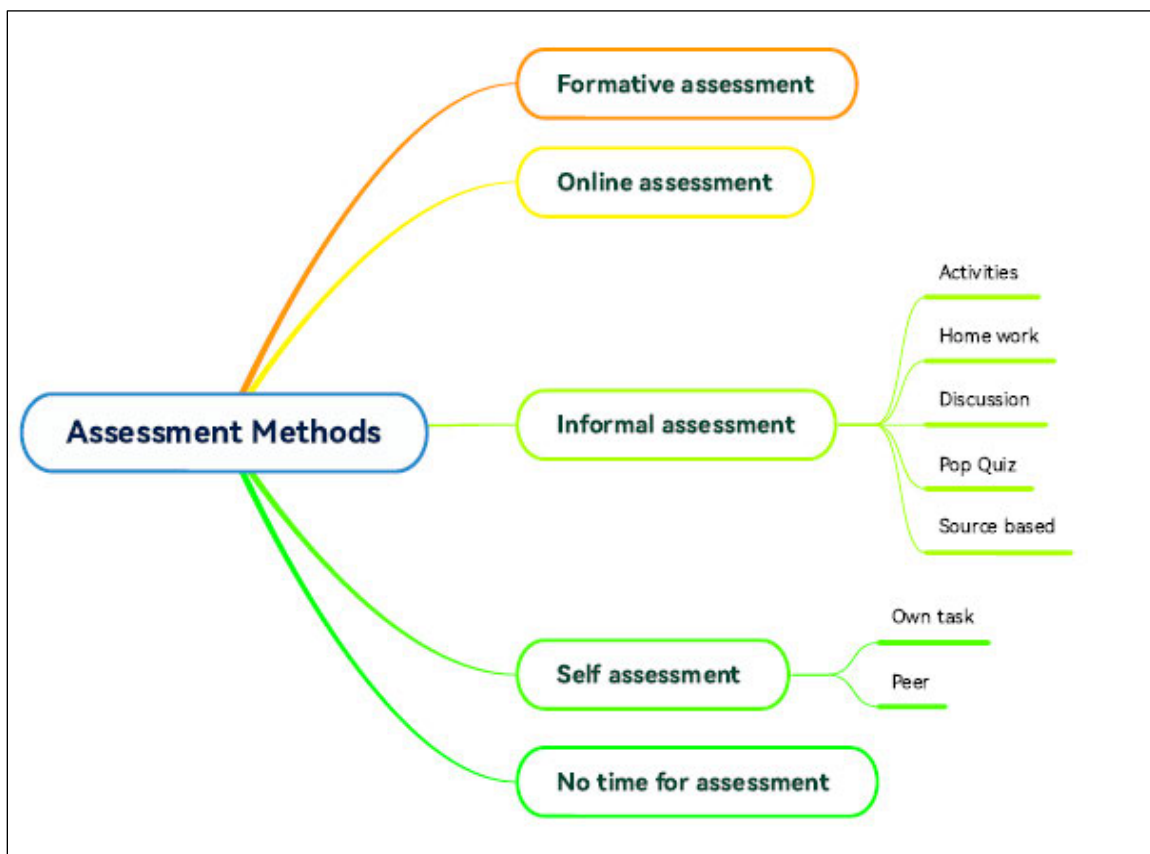 Assessment Methods
Formative assessment
Online assessment
Informal assessment
Activities
Home work
Discussion
Pop Quiz
Source based
Self assessment
Own task
Peer
No time for assessment